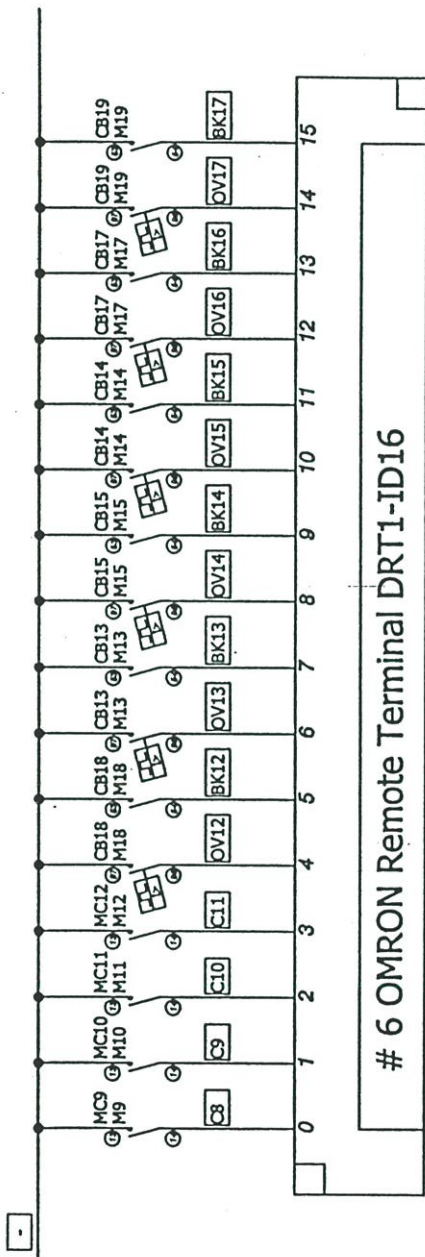 -
MC9 MC10 MC11 MC12 CB18 CB18 CB13 CB13 CB15 CB15 CB14 CB14 CB17 CB17 CB19 CB19
M9 M10 M11 M12 M18 M18 M13 M13 M15 M15 M14 M14 M17 M17 M19 M19
C8 C9 C10 C11 OV12 BK12 OV13 BK13 OV14 BK14 OV15 BK15 OV16 BK16 OV17 BK17
0 1 2 3 4 5 6 7 8 9 10 11 12 13 14 15
# 6 OMRON Remote Terminal DRT1-ID16